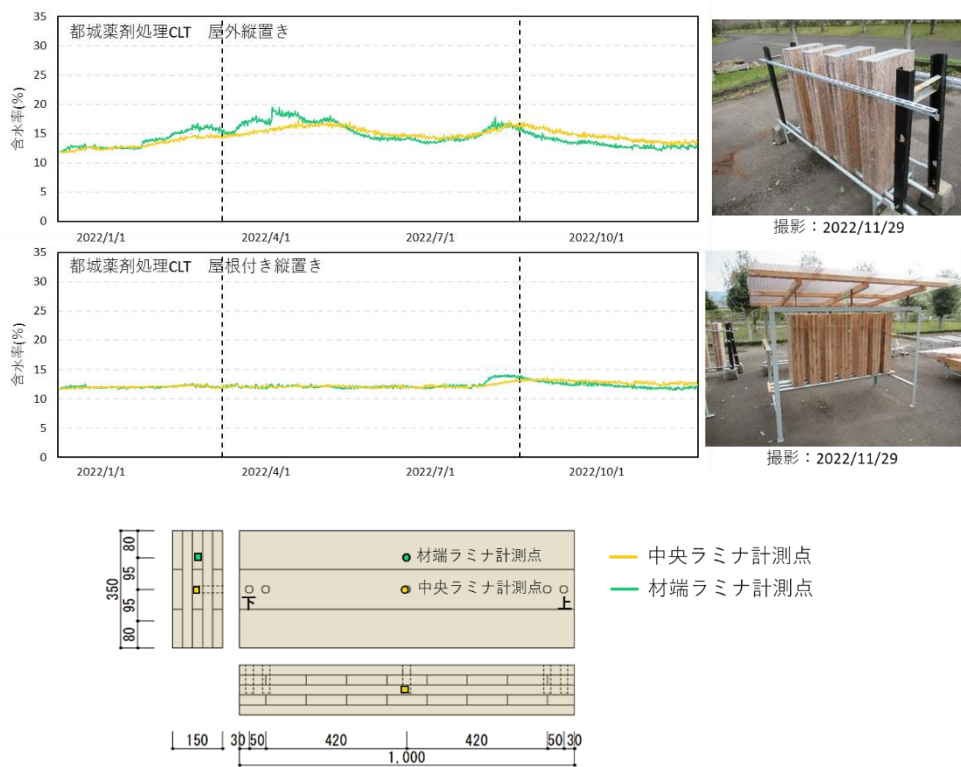 都城薬剤処理CLT 屋外縦置き
含水率(%)
35
30
25
20
15
10
5
0
2022/1/1 2022/4/1 2022/7/1 2022/10/1
撮影：2022/11/29
都城薬剤処理CLT 屋根付き縦置き
含水率(%)
35
30
25
20
15
10
5
0
2022/1/1 2022/4/1 2022/7/1 2022/10/1
撮影：2022/11/29
350
80
95
95
80
材端ラミナ計測点
中央ラミナ計測点
下
上
中央ラミナ計測点
材端ラミナ計測点
150
30 50 420 420 50 30
1,000